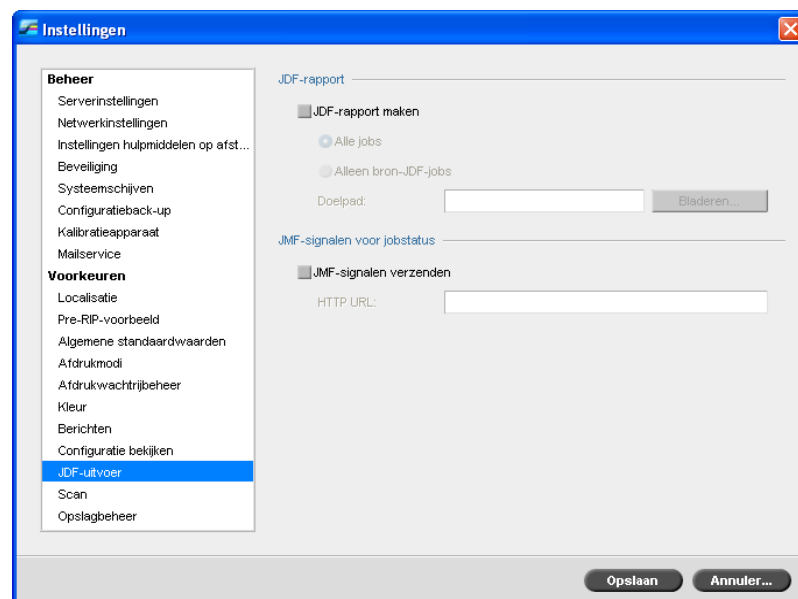 Instellingen
Beheer
Serverinstellingen
Netwerkinstellingen
Instellingen hulpmiddelen op afst...
Beveiliging
Systeemschijven
Configuratieback-up
Kalibratieapparaat
Mailservice
Voorkeuren
Localisatie
Pre-RIP-voorbeeld
Algemene standaardwaarden
Afdrukmodi
Afdrukwachtrijbeheer
Kleur
Berichten
Configuratie bekijken
JDF-uitvoer
Scan
Opslagbeheer
JDF-rapport
JDF-rapport maken
Alle jobs
Alleen bron-JDF-jobs
Doelpad:
Bladeren...
JMF-signalen voor jobstatus
JMF-signalen verzenden
HTTP URL:
Opslaan
Annuler...